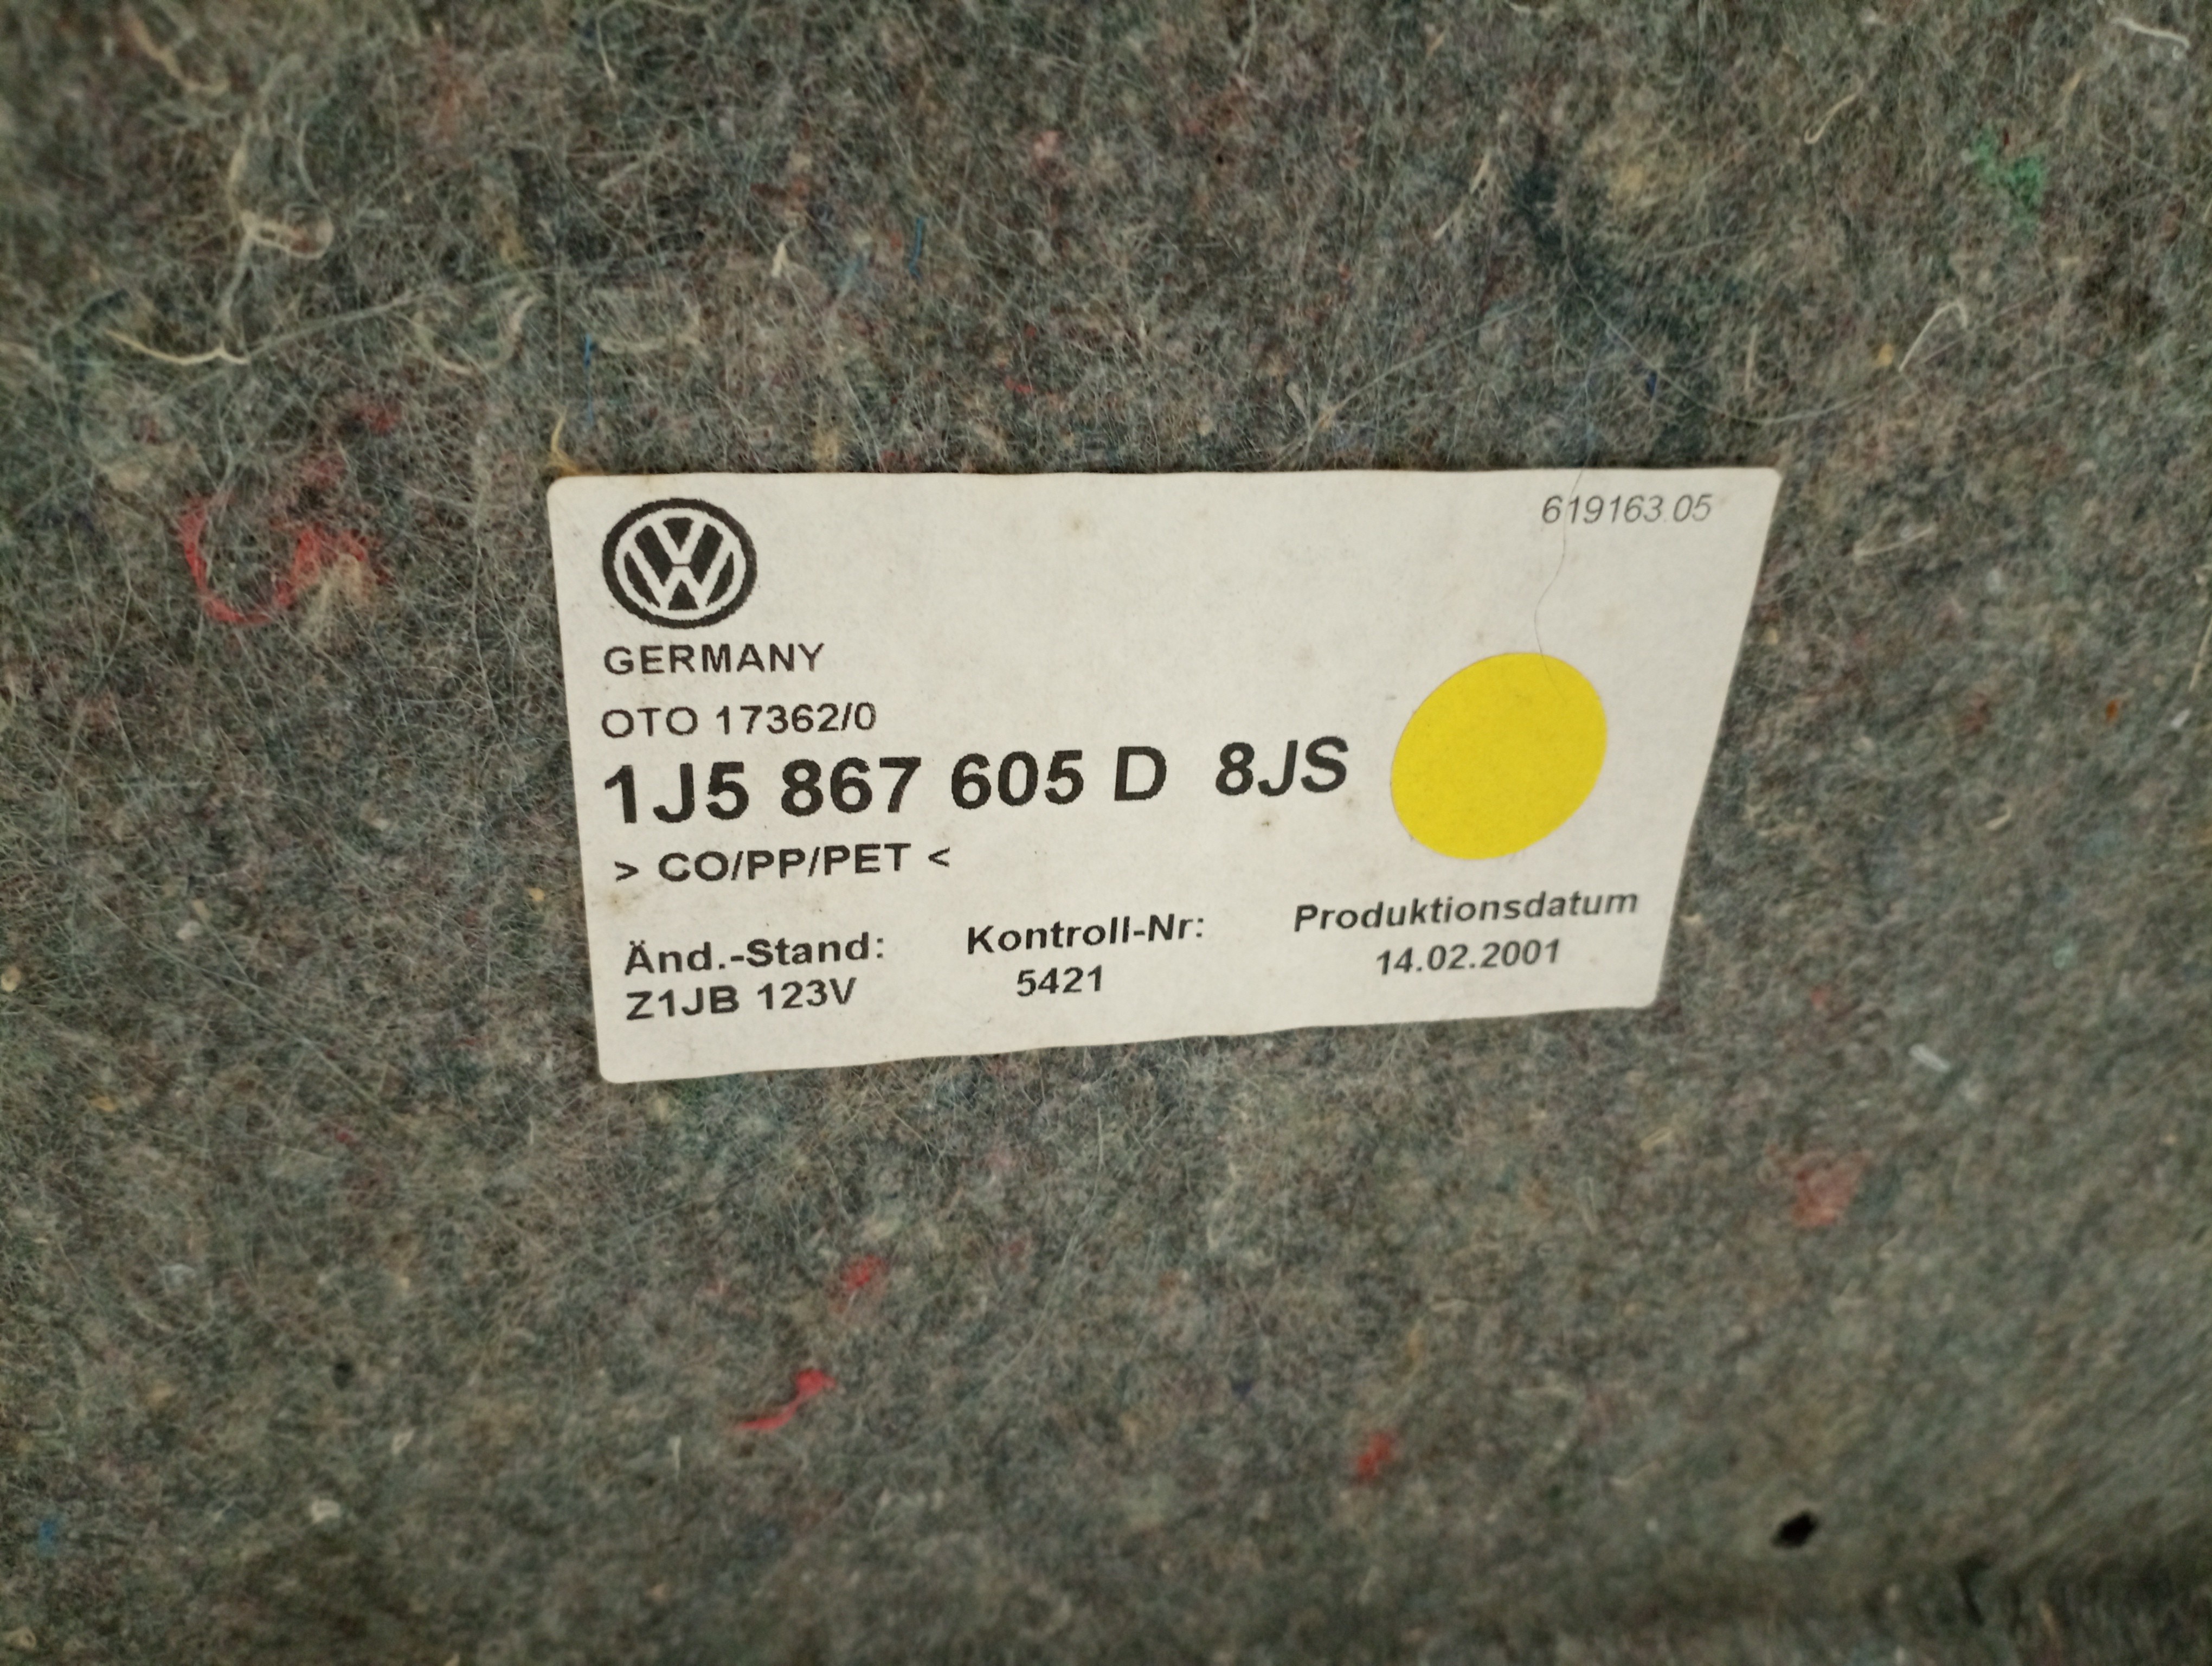 619163.05
GERMANY
OTO 17362/0
1J5 867 605 D 8JS
> CO/PP/PET <
Änd.-Stand: Kontroll-Nr: Produktionsdatum
Z1JB 123V 5421 14.02.2001